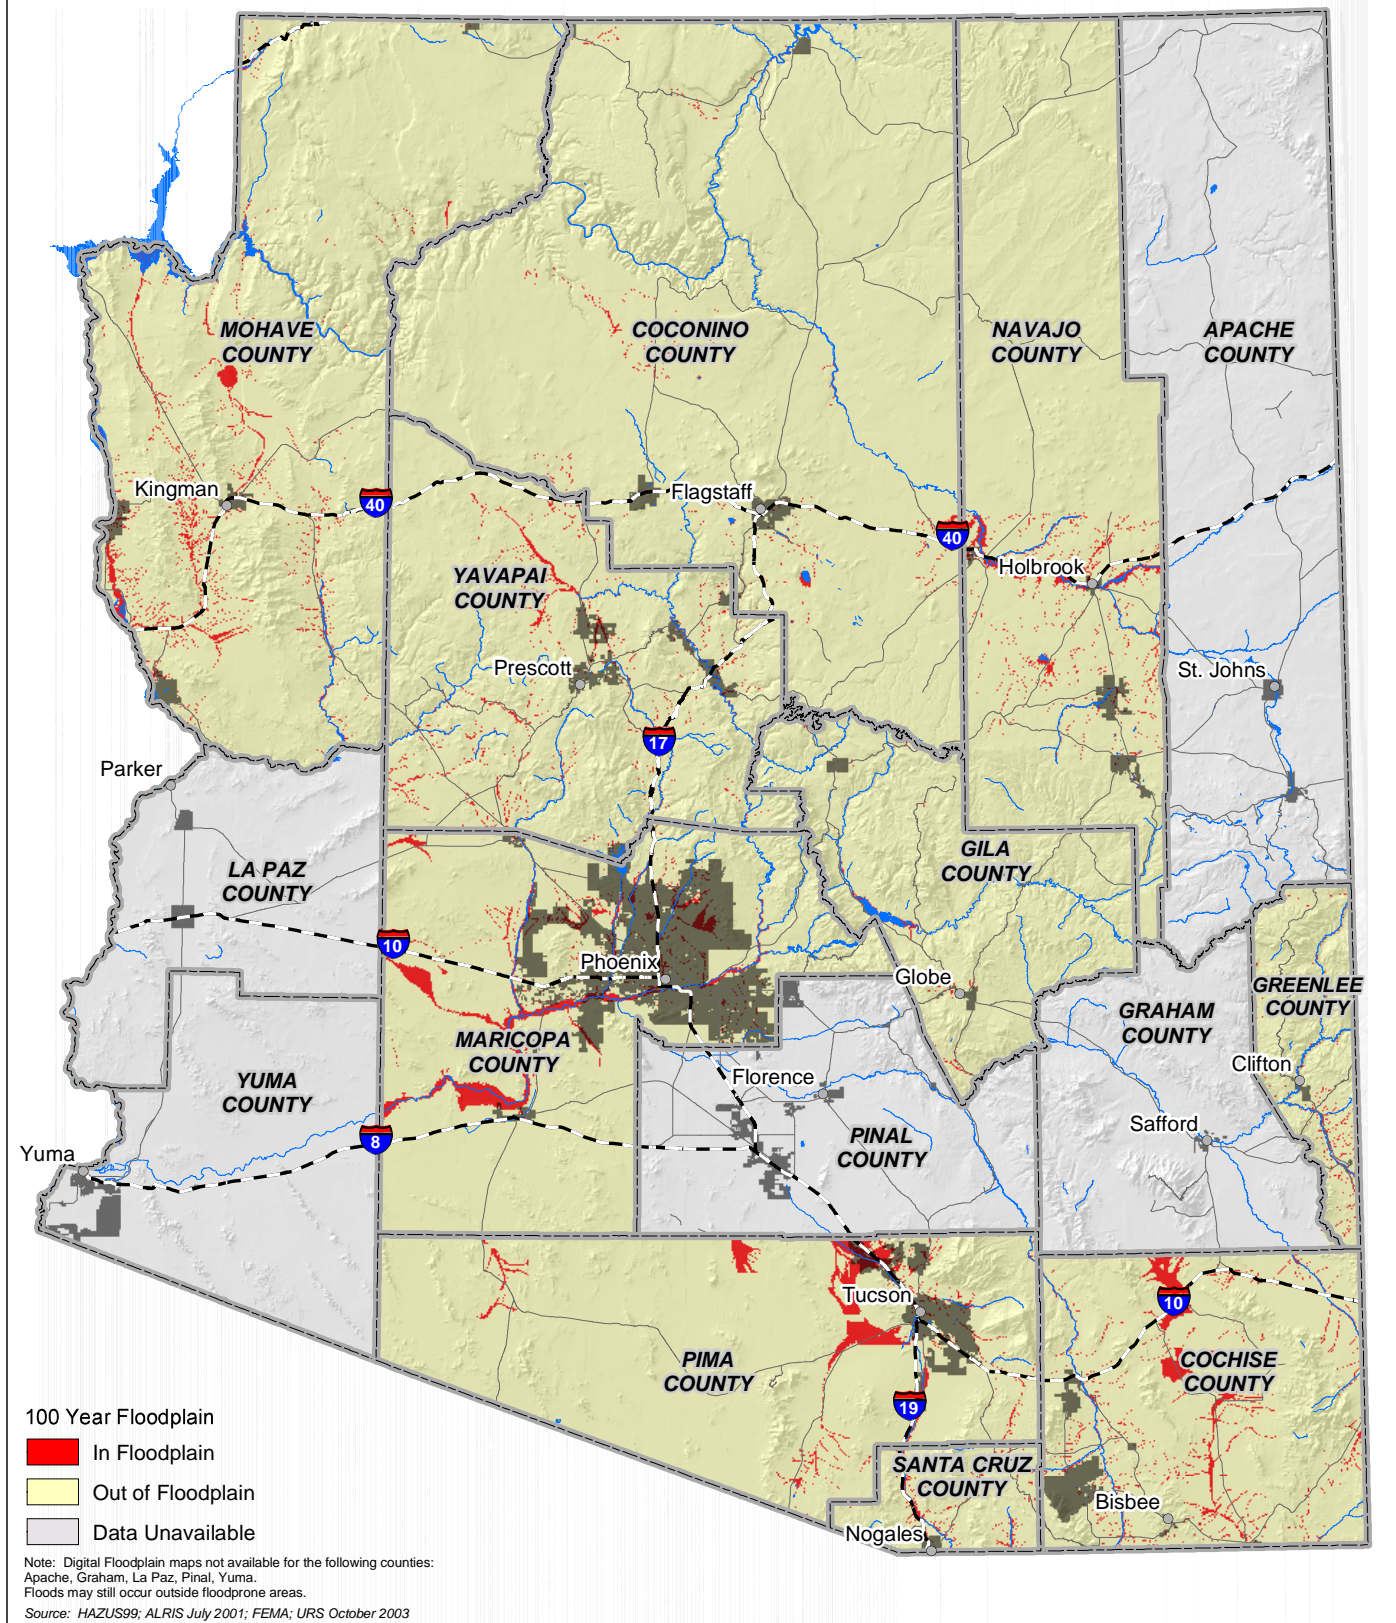 MOHAVE
COUNTY
COCONINO
COUNTY
NAVAJO
COUNTY
APACHE
COUNTY
Kingman
40
Flagstaff
40
Holbrook
YAVAPAI
COUNTY
Prescott
St. Johns
17
Parker
LA PAZ
COUNTY
GILA
COUNTY
10
Phoenix
Globe
GREENLEE
COUNTY
GRAHAM
COUNTY
MARICOPA
COUNTY
Clifton
YUMA
COUNTY
Florence
Safford
8
PINAL
COUNTY
Yuma
Tucson
10
PIMA
COUNTY
COCHISE
COUNTY
19
SANTA CRUZ
COUNTY
Bisbee
Nogales
100 Year Floodplain
In Floodplain
Out of Floodplain
Data Unavailable
Note: Digital Floodplain maps not available for the following counties:
Apache, Graham, La Paz, Pinal, Yuma.
Floods may still occur outside floodprone areas.
Source: HAZUS99; ALRIS July 2001; FEMA; URS October 2003